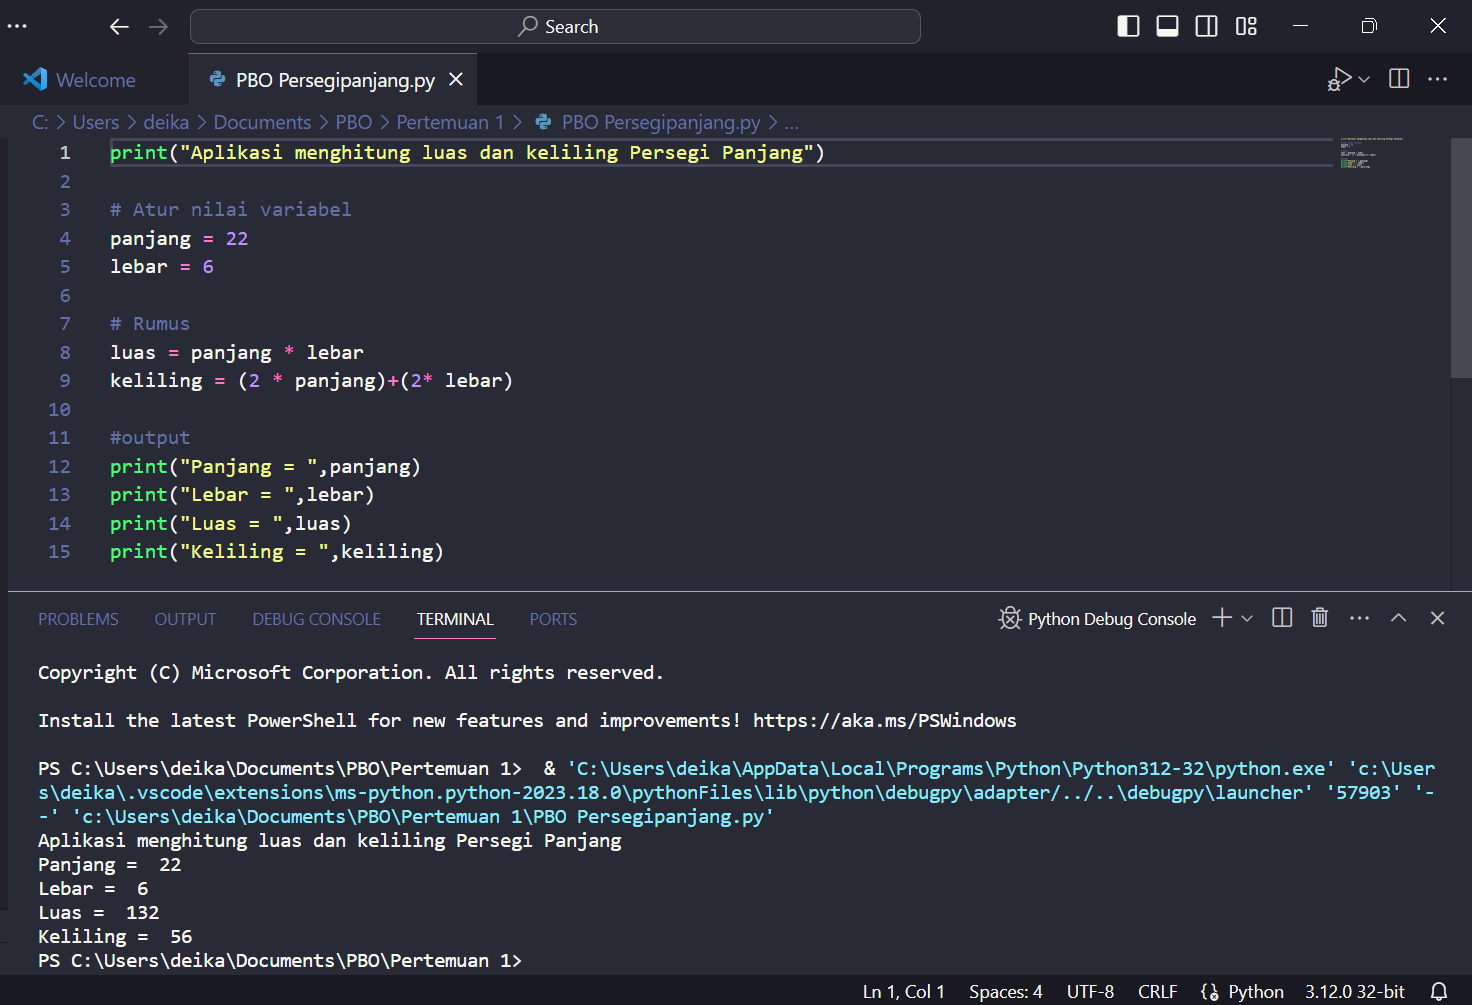 Search
Welcome
PBO Persegipanjang.py
C: > Users > deika > Documents > PBO > Pertemuan 1 > PBO Persegipanjang.py > ...
1 print("Aplikasi menghitung luas dan keliling Persegi Panjang")
2
3 # Atur nilai variabel
4 panjang = 22
5 lebar = 6
6
7 # Rumus
8 luas = panjang * lebar
9 keliling = (2 * panjang)+(2* lebar)
10
11 #output
12 print("Panjang = ",panjang)
13 print("Lebar = ",lebar)
14 print("Luas = ",luas)
15 print("Keliling = ",keliling)
PROBLEMS OUTPUT DEBUG CONSOLE TERMINAL PORTS Python Debug Console
Copyright (C) Microsoft Corporation. All rights reserved.
Install the latest PowerShell for new features and improvements! https://aka.ms/PSWindows
PS C:\Users\deika\Documents\PBO\Pertemuan 1>  & 'C:\Users\deika\AppData\Local\Programs\Python\Python312-32\python.exe' 'c:\User
s\deika\.vscode\extensions\ms-python.python-2023.18.0\pythonFiles\lib\python\debugpy\adapter/../..\debugpy\launcher' '57903' '-
-' 'c:\Users\deika\Documents\PBO\Pertemuan 1\PBO Persegipanjang.py'
Aplikasi menghitung luas dan keliling Persegi Panjang
Panjang =  22
Lebar =  6
Luas =  132
Keliling =  56
PS C:\Users\deika\Documents\PBO\Pertemuan 1>
Ln 1, Col 1 Spaces: 4 UTF-8 CRLF Python 3.12.0 32-bit